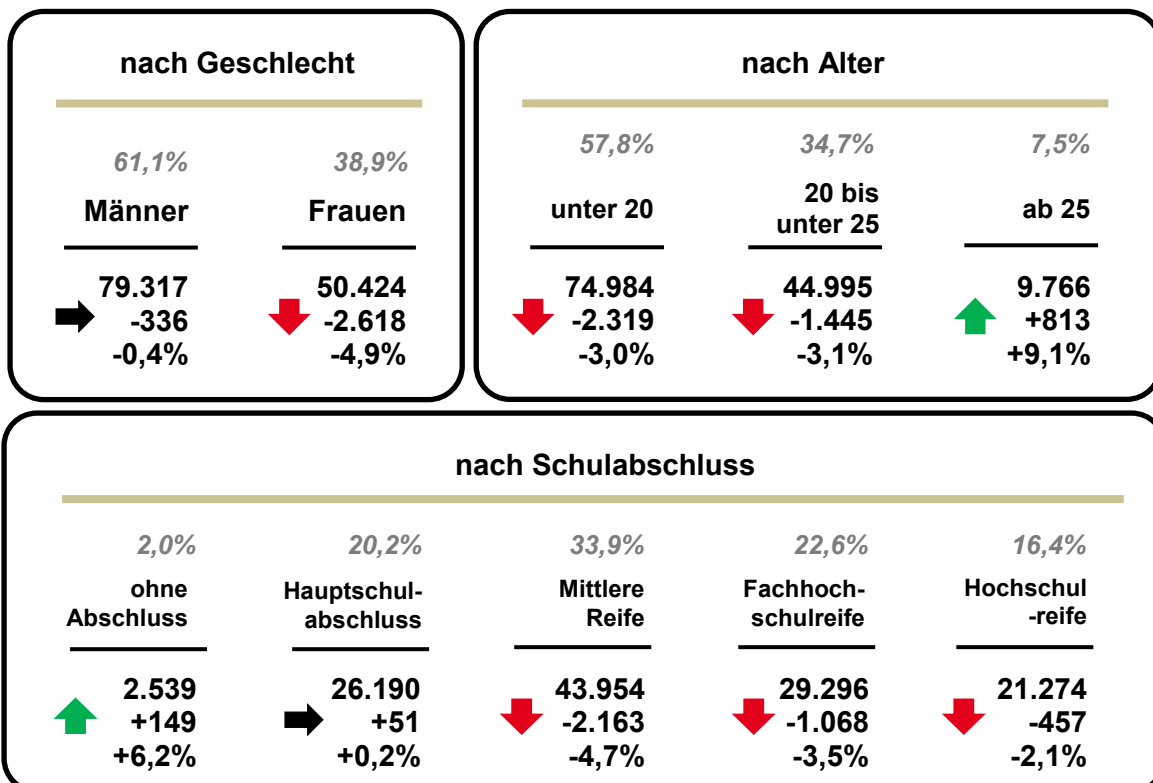 nach Geschlecht
61,1%
Männer
79.317
-336
-0,4%
38,9%
Frauen
50.424
-2.618
-4,9%
nach Alter
57,8%
unter 20
74.984
-2.319
-3,0%
34,7%
20 bis
unter 25
44.995
-1.445
-3,1%
7,5%
ab 25
9.766
+813
+9,1%
nach Schulabschluss
2,0%
ohne
Abschluss
2.539
+149
+6,2%
20,2%
Hauptschul-
abschluss
26.190
+51
+0,2%
33,9%
Mittlere
Reife
43.954
-2.163
-4,7%
22,6%
Fachhoch-
schulreife
29.296
-1.068
-3,5%
16,4%
Hochschul
-reife
21.274
-457
-2,1%